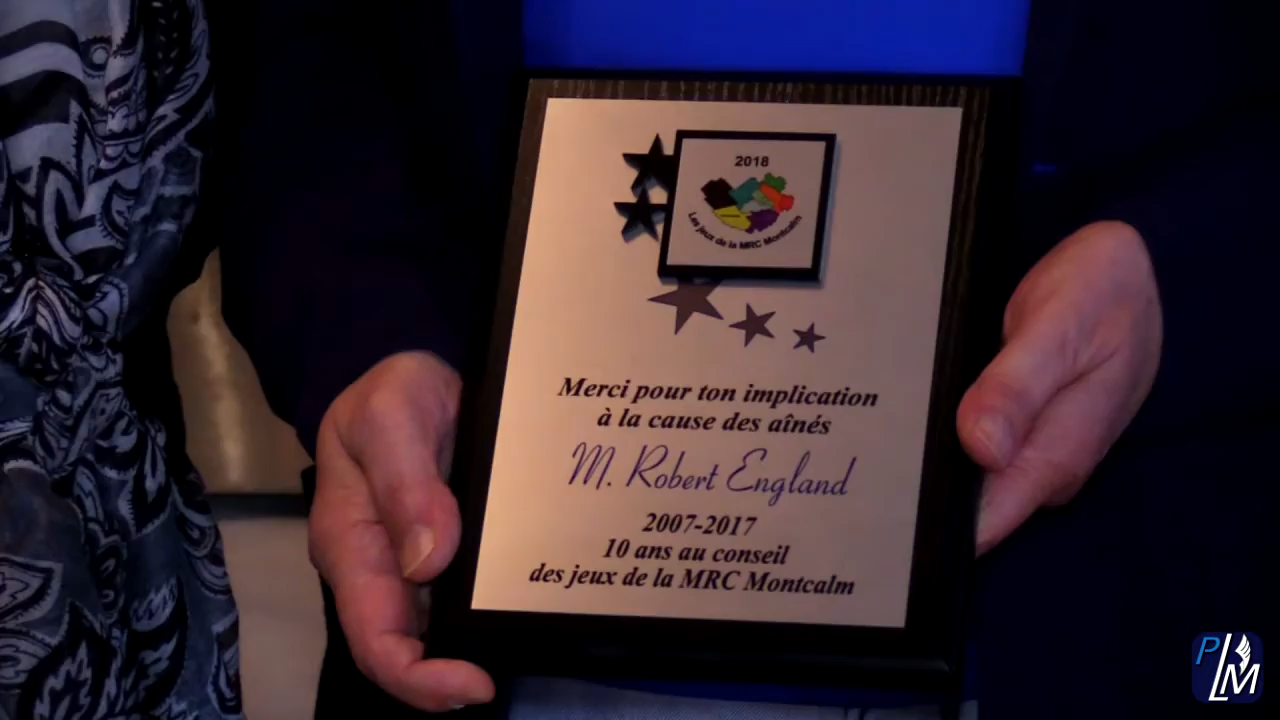 2018
Les jeux de la MRC Montcalm
Merci pour ton implication
à la cause des aînés
M. Robert England
2007-2017
10 ans au conseil
des jeux de la MRC Montcalm
PLM